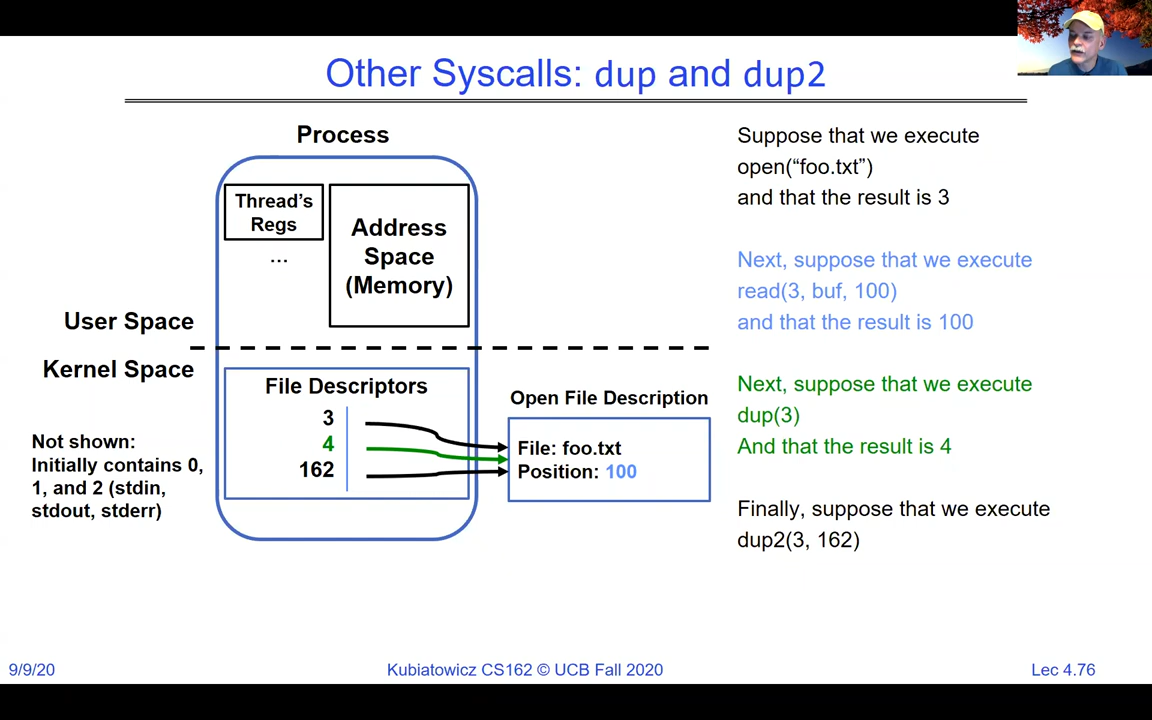 Other Syscalls: dup and dup2
Process
Thread's
Regs
...
Address
Space
(Memory)
User Space
Kernel Space
File Descriptors
3
4
162
Not shown:
Initially contains 0,
1, and 2 (stdin,
stdout, stderr)
Open File Description
File: foo.txt
Position: 100
Suppose that we execute
open(“foo.txt”)
and that the result is 3
Next, suppose that we execute
read(3, buf, 100)
and that the result is 100
Next, suppose that we execute
dup(3)
And that the result is 4
Finally, suppose that we execute
dup2(3, 162)
9/9/20
Kubiatowicz CS162 © UCB Fall 2020
Lec 4.76